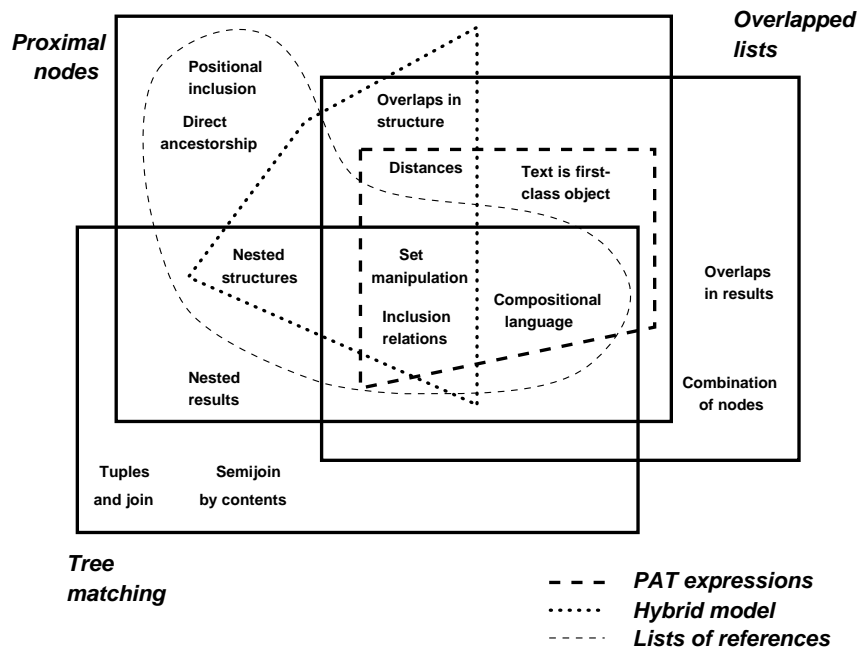 Proximal
nodes
Overlapped
lists
Positional
inclusion
Direct
ancestorship
Overlaps in
structure
Distances
Text is first-
class object
Nested
structures
Set
manipulation
Inclusion
relations
Compositional
language
Overlaps
in results
Nested
results
Combination
of nodes
Tuples
and join
Semijoin
by contents
Tree
matching
PAT expressions
Hybrid model
Lists of references